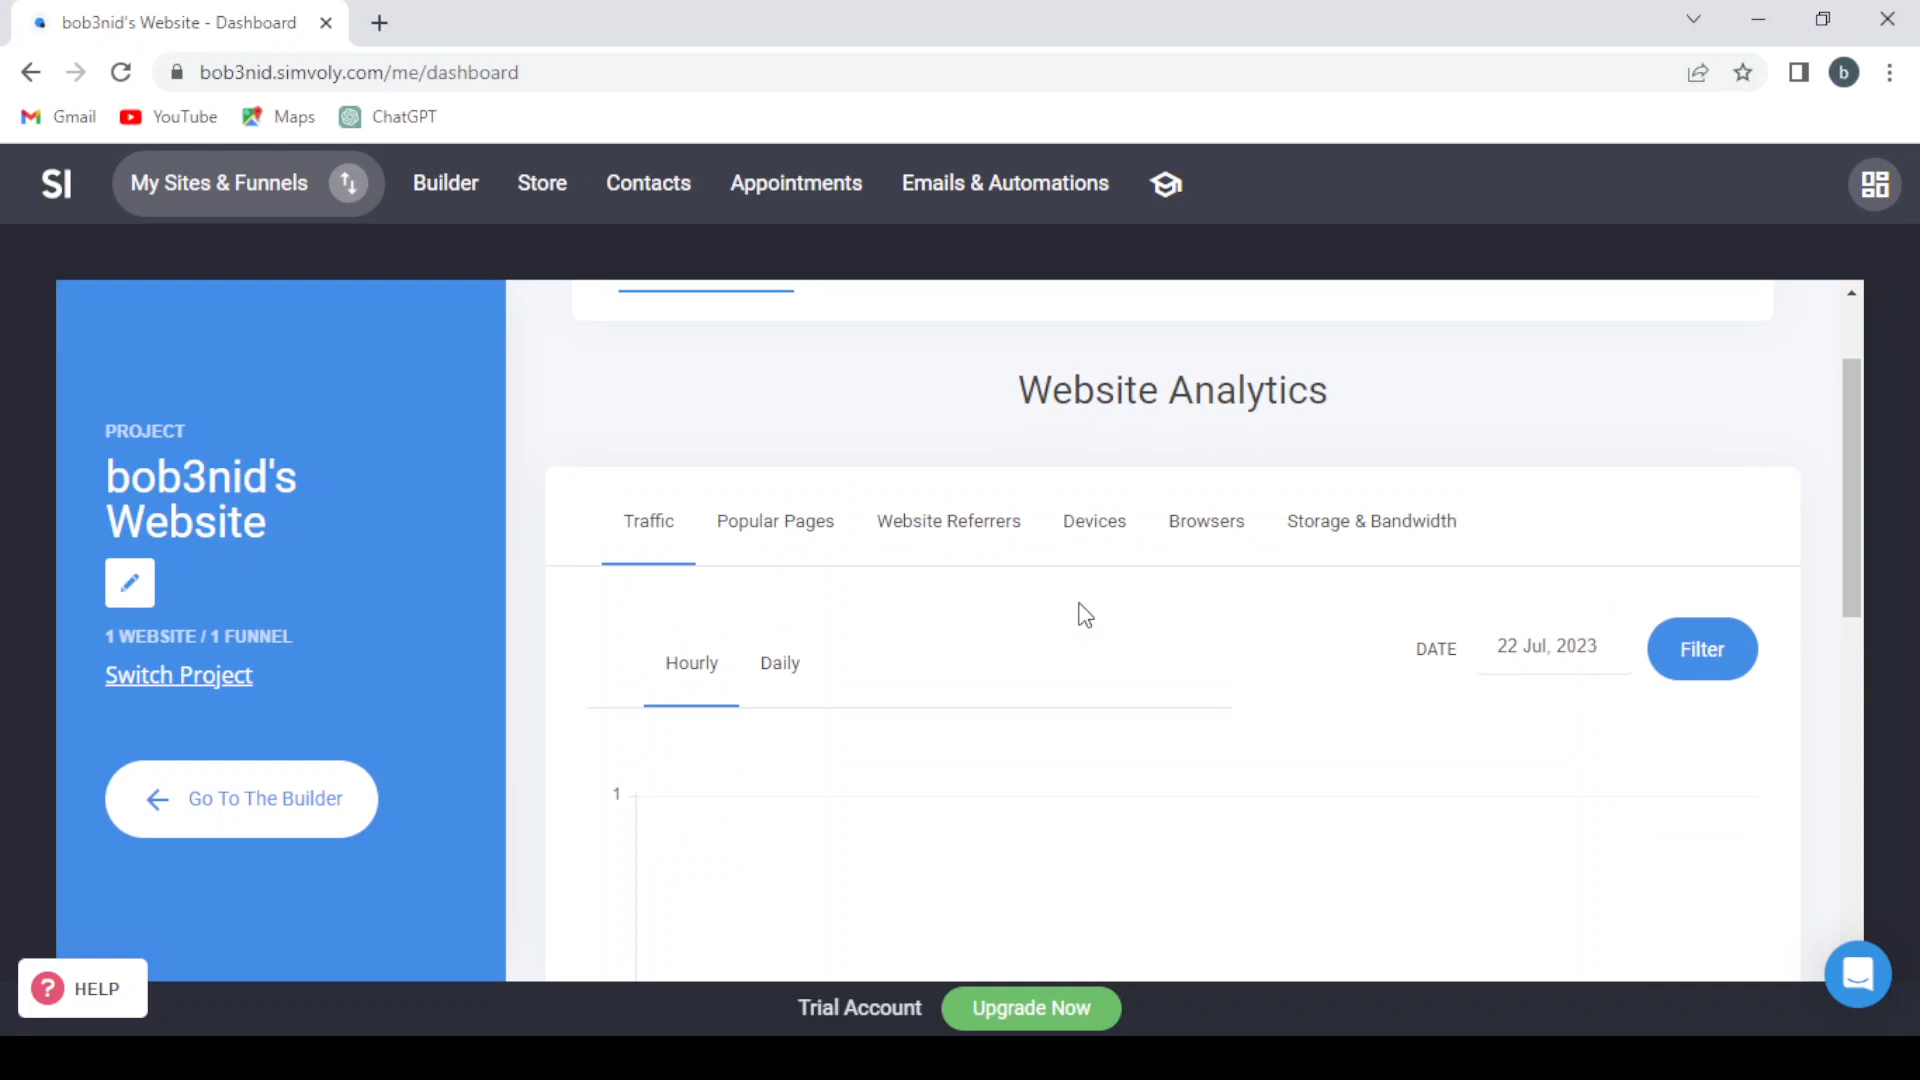 bob3nid's Website - Dashboard
bob3nid.simvoly.com/me/dashboard
b
Gmail YouTube Maps ChatGPT
SI My Sites & Funnels Builder Store Contacts Appointments Emails & Automations
Website Analytics
PROJECT
bob3nid's
Website
1 WEBSITE / 1 FUNNEL
Switch Project
Go To The Builder
Traffic Popular Pages Website Referrers Devices Browsers Storage & Bandwidth
Hourly Daily
DATE 22 Jul, 2023 Filter
1
? HELP
Trial Account Upgrade Now